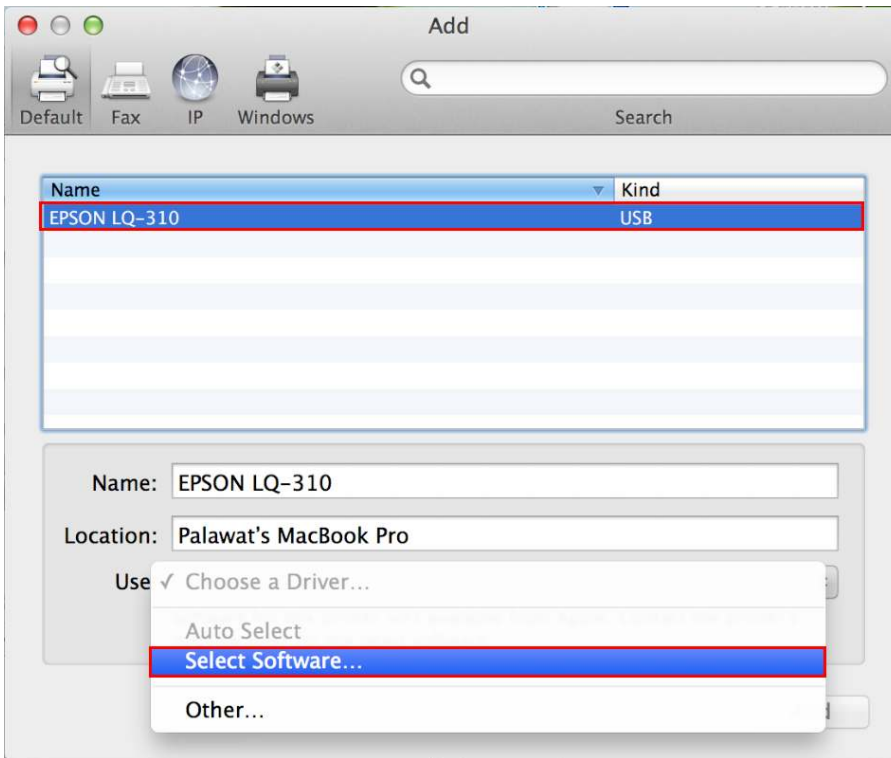 Add
Default Fax IP Windows Search
Name Kind
EPSON LQ-310 USB
Name: EPSON LQ-310
Location: Palawat's MacBook Pro
Use ✓ Choose a Driver...
Auto Select
Select Software...
Other...